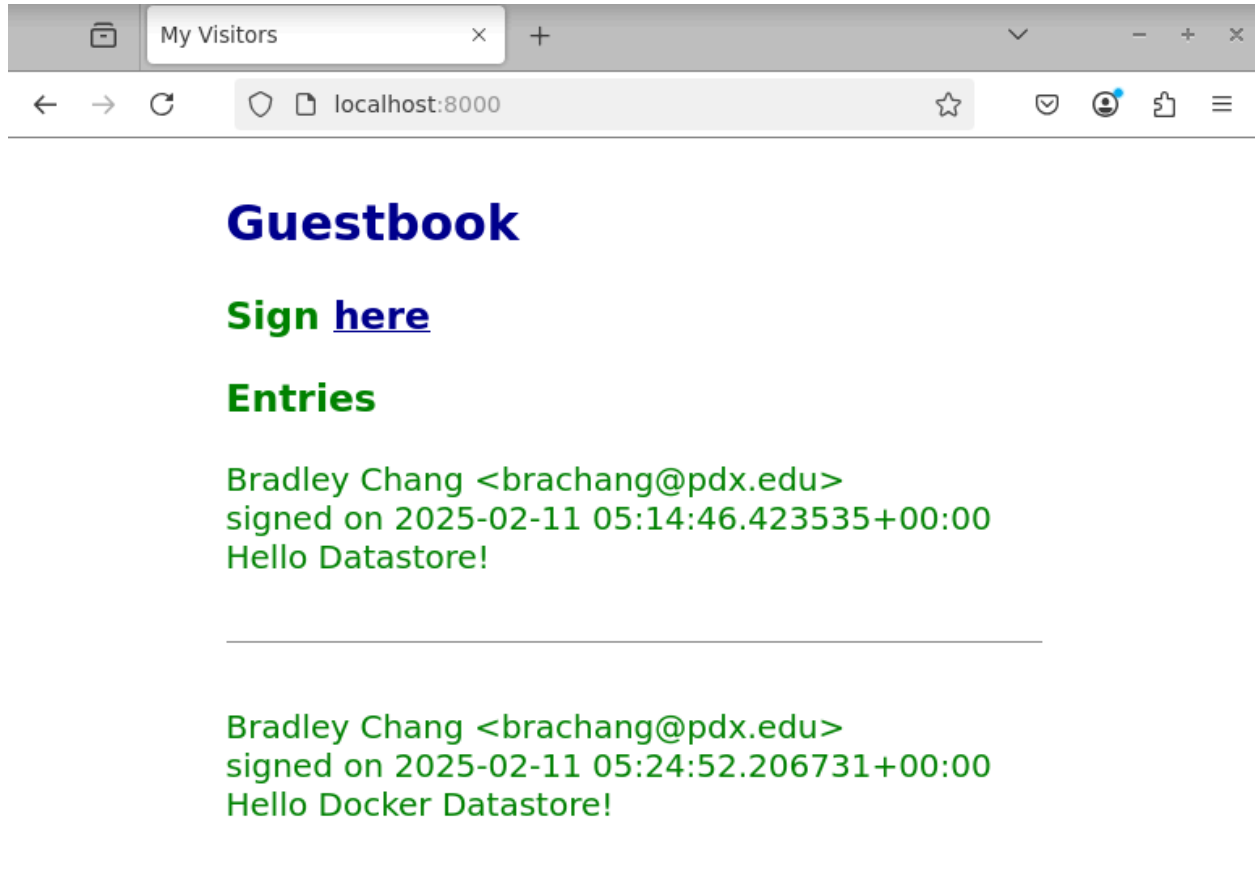 My Visitors
localhost:8000
Guestbook
Sign here
Entries
Bradley Chang <brachang@pdx.edu>
signed on 2025-02-11 05:14:46.423535+00:00
Hello Datastore!
Bradley Chang <brachang@pdx.edu>
signed on 2025-02-11 05:24:52.206731+00:00
Hello Docker Datastore!